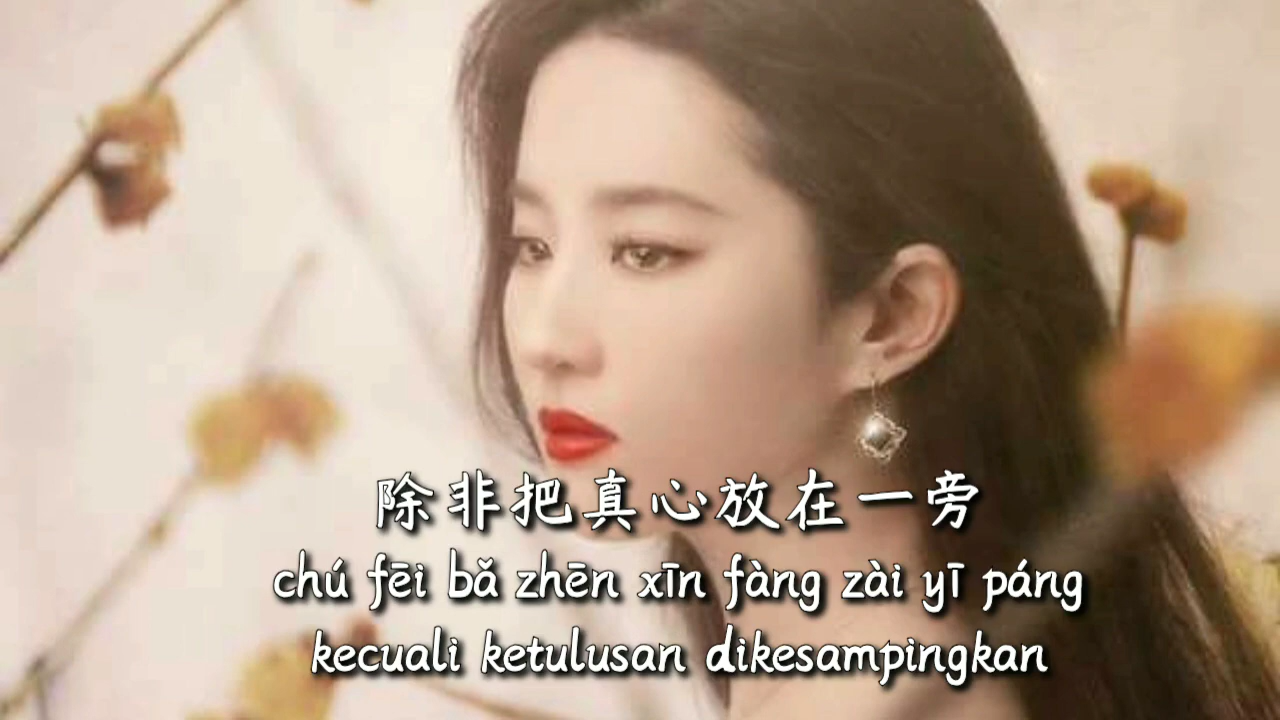 除非把真心放在一旁
chú fēi bǎ zhēn xīn fàng zài yī páng
kecuali ketulusan dikesampingkan